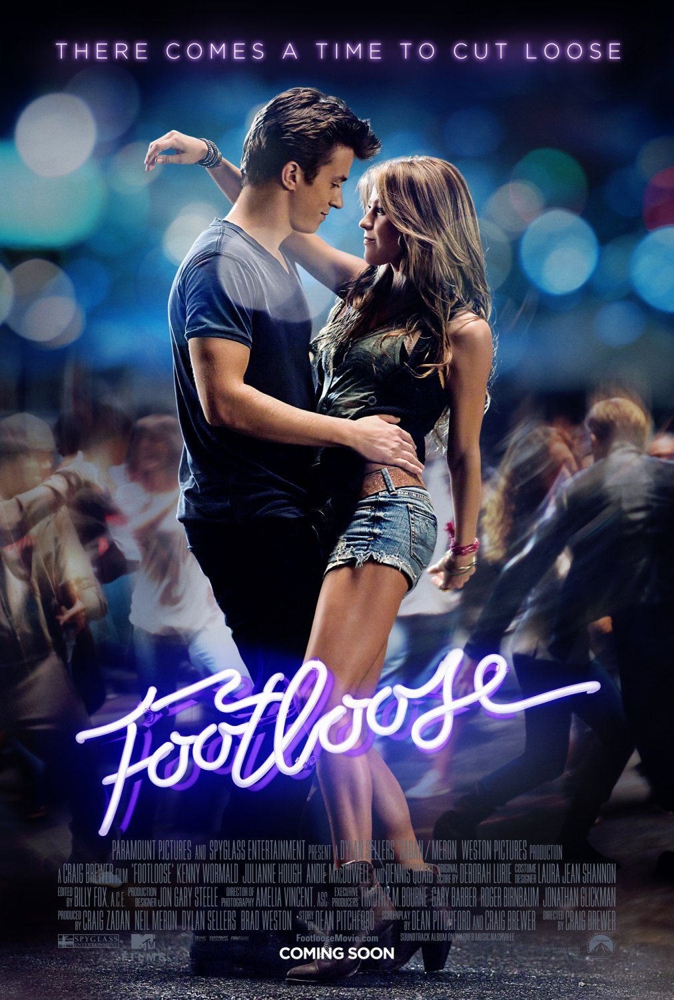 THERE COMES A TIME TO CUT LOOSE
Footloose
PARAMOUNT PICTURES AND SPYGLASS ENTERTAINMENT PRESENT A DYLAN SELLERS ZADAN / MERON WESTON PICTURES PRODUCTION
A CRAIG BREWER FILM "FOOTLOOSE" KENNY WORMALD JULIANNE HOUGH ANDIE MACDOWELL AND DENNIS QUAID ORIGINAL SCORE BY DEBORAH LURIE COSTUME DESIGNER LAURA JEAN SHANNON
EDITED BY BILLY FOX, A.C.E. PRODUCTION DESIGNER JON GARY STEELE DIRECTOR OF PHOTOGRAPHY AMELIA VINCENT, ASC EXECUTIVE PRODUCERS TIMOTHY M. BOURNE GARY BARBER ROGER BIRNBAUM JONATHAN GLICKMAN
PRODUCED BY CRAIG ZADAN NEIL MERON DYLAN SELLERS BRAD WESTON STORY BY DEAN PITCHFORD SCREENPLAY BY DEAN PITCHFORD AND CRAIG BREWER DIRECTED BY CRAIG BREWER
SPYGLASS
ENTERTAINMENT
MTV
FILMS
FootlooseMovie.com
SOUNDTRACK ALBUM ON WARNER MUSIC NASHVILLE
COMING SOON